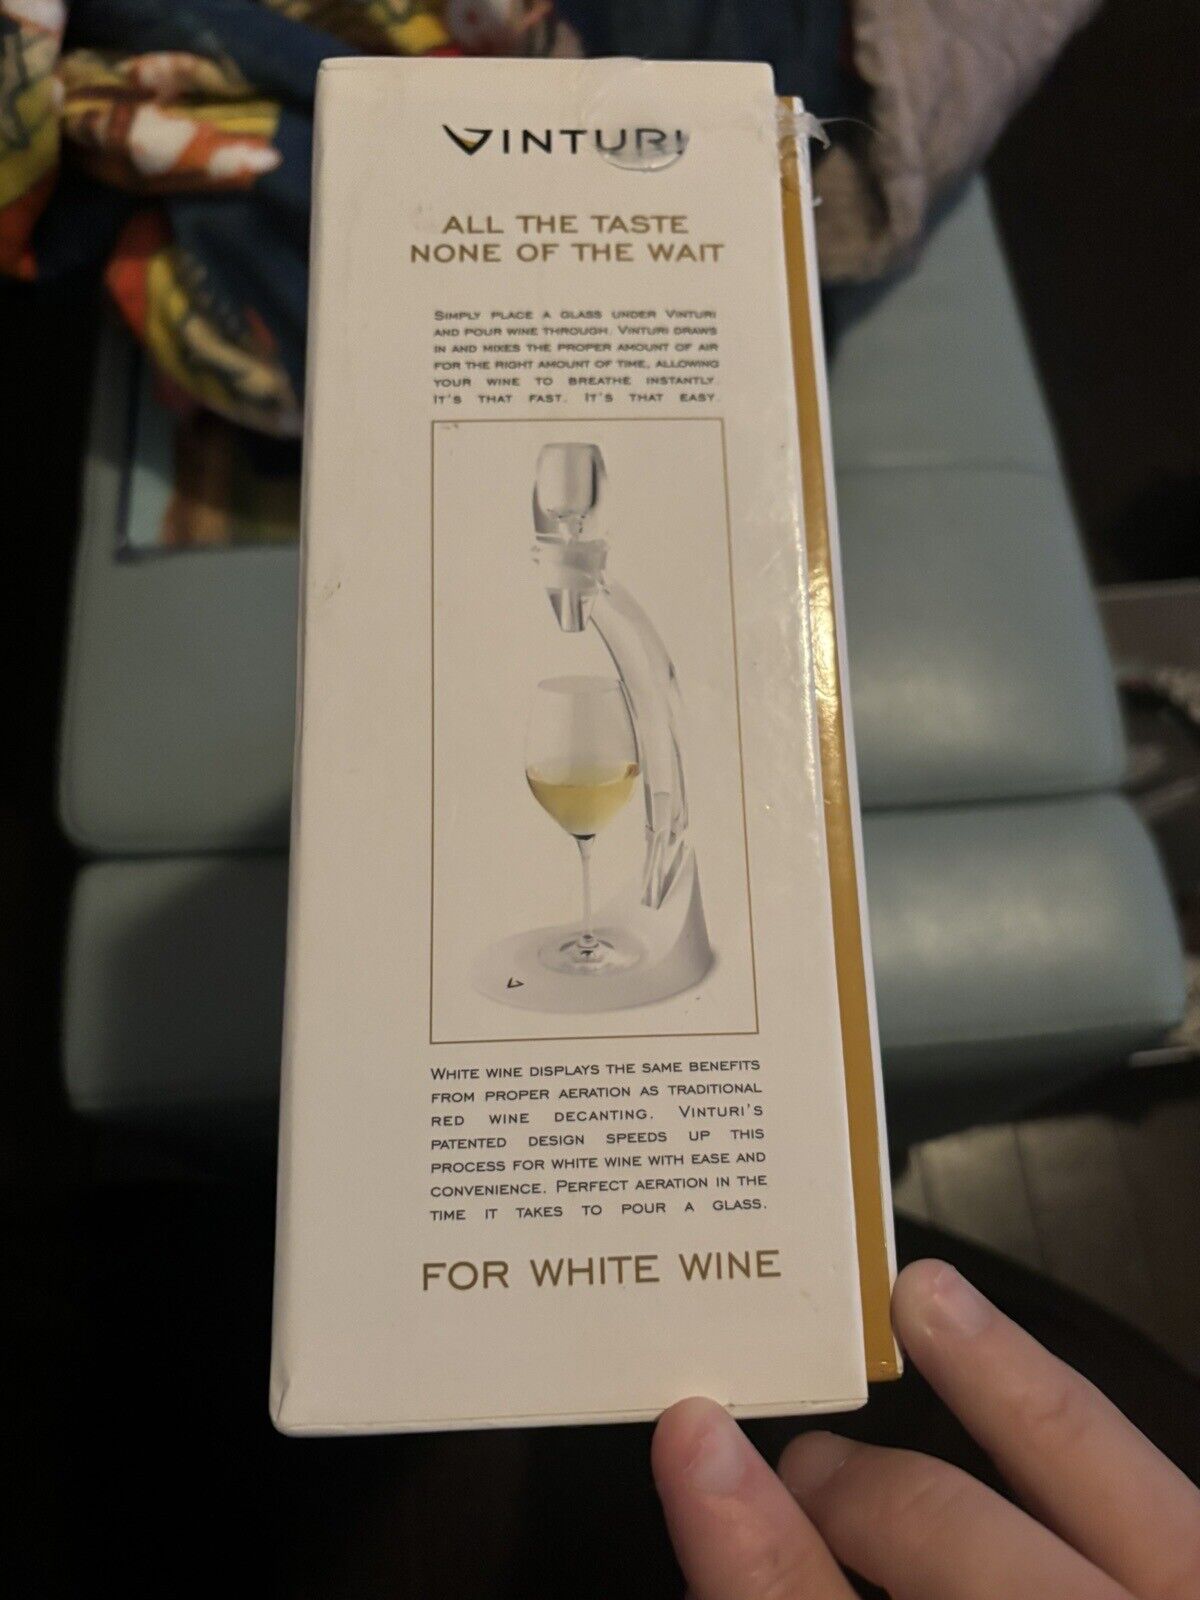 VINTURI
ALL THE TASTE
NONE OF THE WAIT
SIMPLY PLACE A GLASS UNDER VINTURI
AND POUR WINE THROUGH. VINTURI DRAWS
IN AND MIXES THE PROPER AMOUNT OF AIR
FOR THE RIGHT AMOUNT OF TIME, ALLOWING
YOUR WINE TO BREATHE INSTANTLY.
IT'S THAT FAST. IT'S THAT EASY.
WHITE WINE DISPLAYS THE SAME BENEFITS
FROM PROPER AERATION AS TRADITIONAL
RED WINE DECANTING. VINTURI'S
PATENTED DESIGN SPEEDS UP THIS
PROCESS FOR WHITE WINE WITH EASE AND
CONVENIENCE. PERFECT AERATION IN THE
TIME IT TAKES TO POUR A GLASS.
FOR WHITE WINE